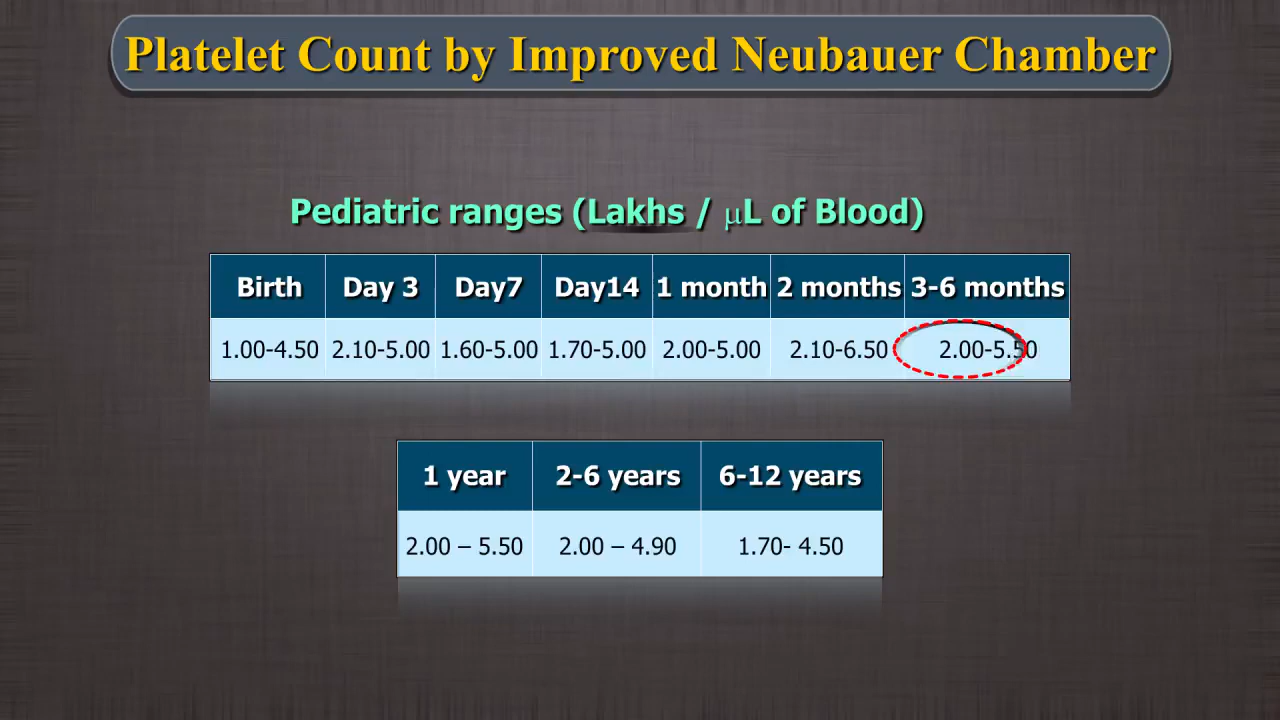 Platelet Count by Improved Neubauer Chamber
Pediatric ranges (Lakhs / μL of Blood)
Birth Day 3 Day7 Day14 1 month 2 months 3-6 months
1.00-4.50 2.10-5.00 1.60-5.00 1.70-5.00 2.00-5.00 2.10-6.50 2.00-5.50
1 year 2-6 years 6-12 years
2.00 – 5.50 2.00 – 4.90 1.70- 4.50